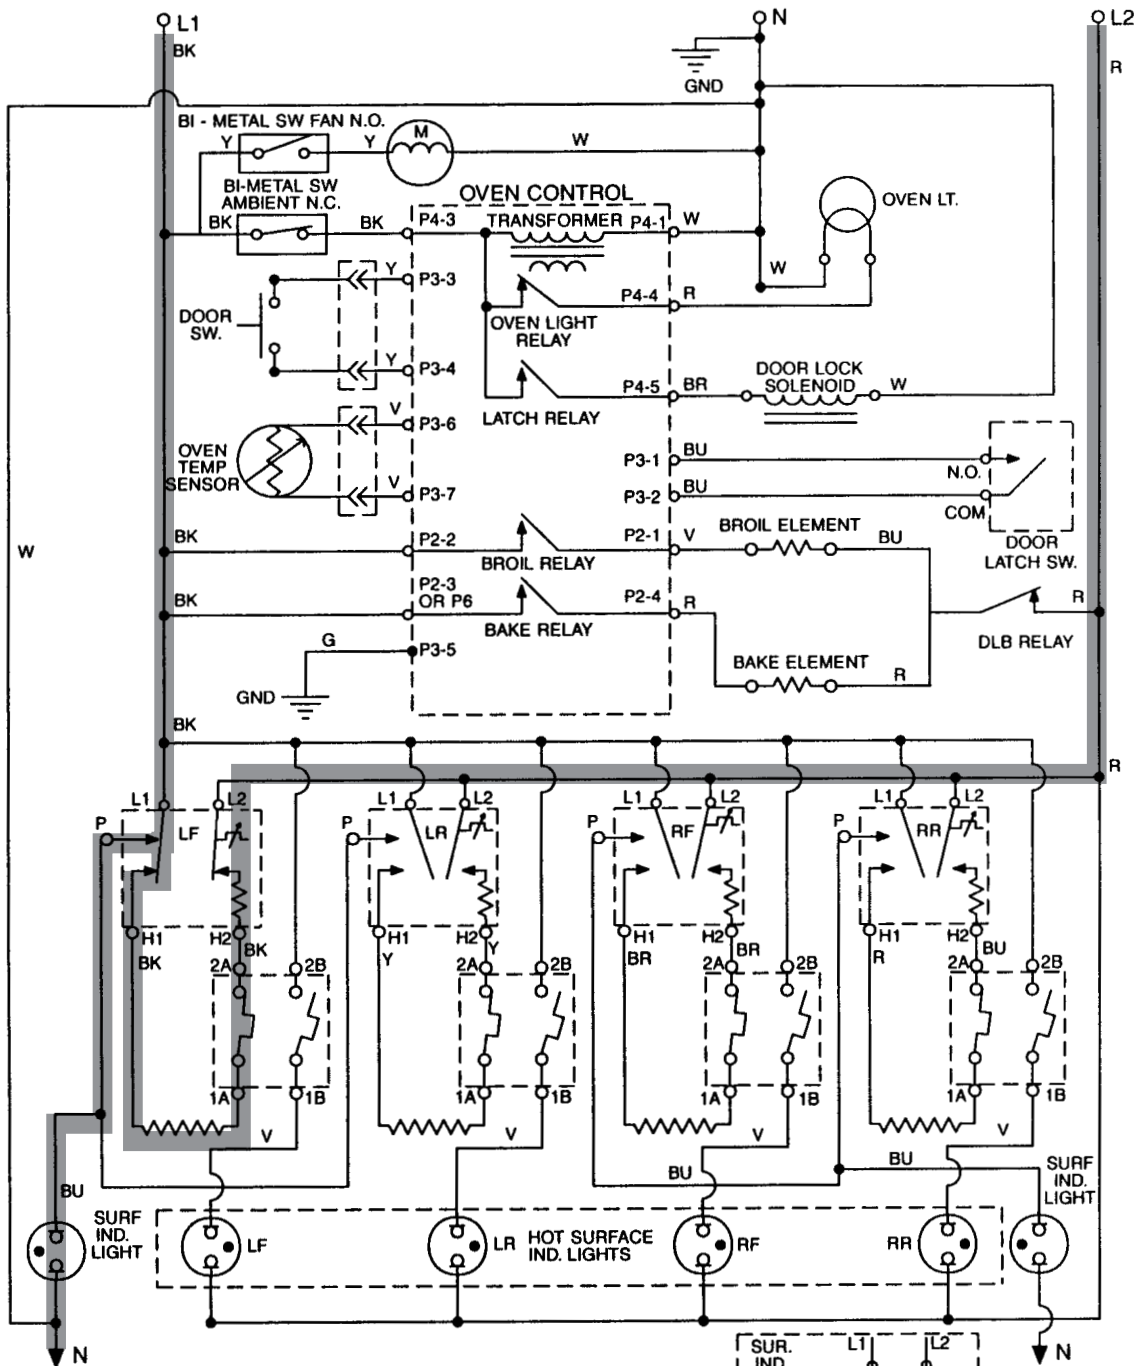 L1
N
L2
BK
R
GND
BI - METAL SW FAN N.O.
Y
Y
M
W
BI-METAL SW
AMBIENT N.C.
BK
BK
OVEN CONTROL
P4-3
TRANSFORMER
P4-1
W
W
OVEN LT.
DOOR
SW.
Y
P3-3
P4-4
R
OVEN LIGHT
RELAY
Y
P3-4
LATCH RELAY
P4-5
BR
DOOR LOCK
SOLENOID
W
OVEN
TEMP
SENSOR
V
P3-6
V
P3-7
P3-1
BU
N.O.
P3-2
BU
COM
DOOR
LATCH SW.
W
BK
P2-2
BROIL RELAY
P2-1
V
BROIL ELEMENT
BU
BK
P2-3
OR P6
BAKE RELAY
P2-4
R
R
DLB RELAY
G
P3-5
GND
BAKE ELEMENT
R
BK
R
L1
L2
L1
L2
L1
L2
L1
L2
P
LF
P
LR
P
RF
P
RR
H1
H2
H1
H2
H1
H2
H1
H2
BK
BK
Y
Y
BR
BR
R
BU
2A
2B
2A
2B
2A
2B
2A
2B
1A
1B
1A
1B
1A
1B
1A
1B
V
V
V
V
BU
BU
SURF
IND.
LIGHT
SURF
IND.
LIGHT
LF
LR
HOT SURFACE
IND. LIGHTS
RF
RR
N
N
SUR.
IND
L1
L2